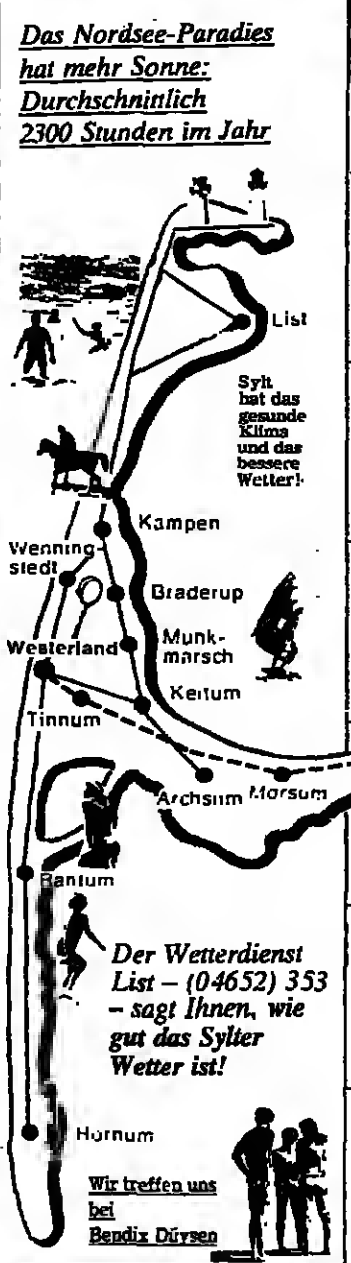 Das Nordsee-Paradies
hat mehr Sonne:
Durchschnittlich
2300 Stunden im Jahr
List
Sylt
hat das
gesunde
Klima
und das
bessere
Wetter!
Kampen
Wenning-
stedt
Braderup
Westerland
Munk-
marsch
Keitum
Tinnum
Archsum
Morsum
Rantum
Der Wetterdienst
List – (04652) 353
– sagt Ihnen, wie
gut das Sylter
Wetter ist!
Hörnum
Wir treffen uns
bei
Bendix Düysen